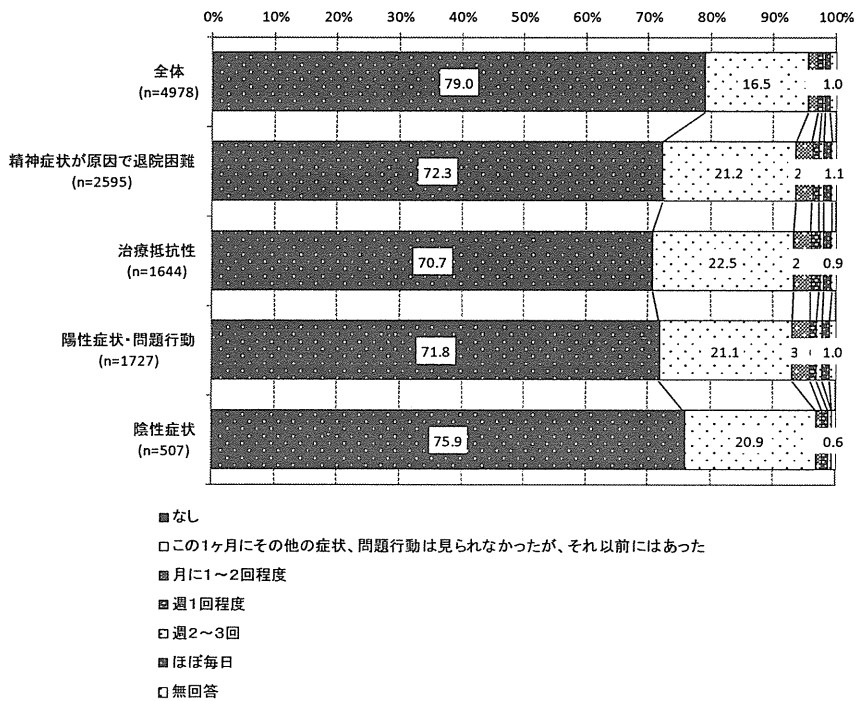 0% 10% 20% 30% 40% 50% 60% 70% 80% 90% 100%
全体
(n=4978)
79.0 16.5 1.0
精神症状が原因で退院困難
(n=2595)
72.3 21.2 2 1.1
治療抵抗性
(n=1644)
70.7 22.5 2 0.9
陽性症状・問題行動
(n=1727)
71.8 21.1 3 1.0
陰性症状
(n=507)
75.9 20.9 0.6
なし
この1ヶ月にその他の症状、問題行動は見られなかったが、それ以前にはあった
月に1~2回程度
週1回程度
週2~3回
ほぼ毎日
無回答